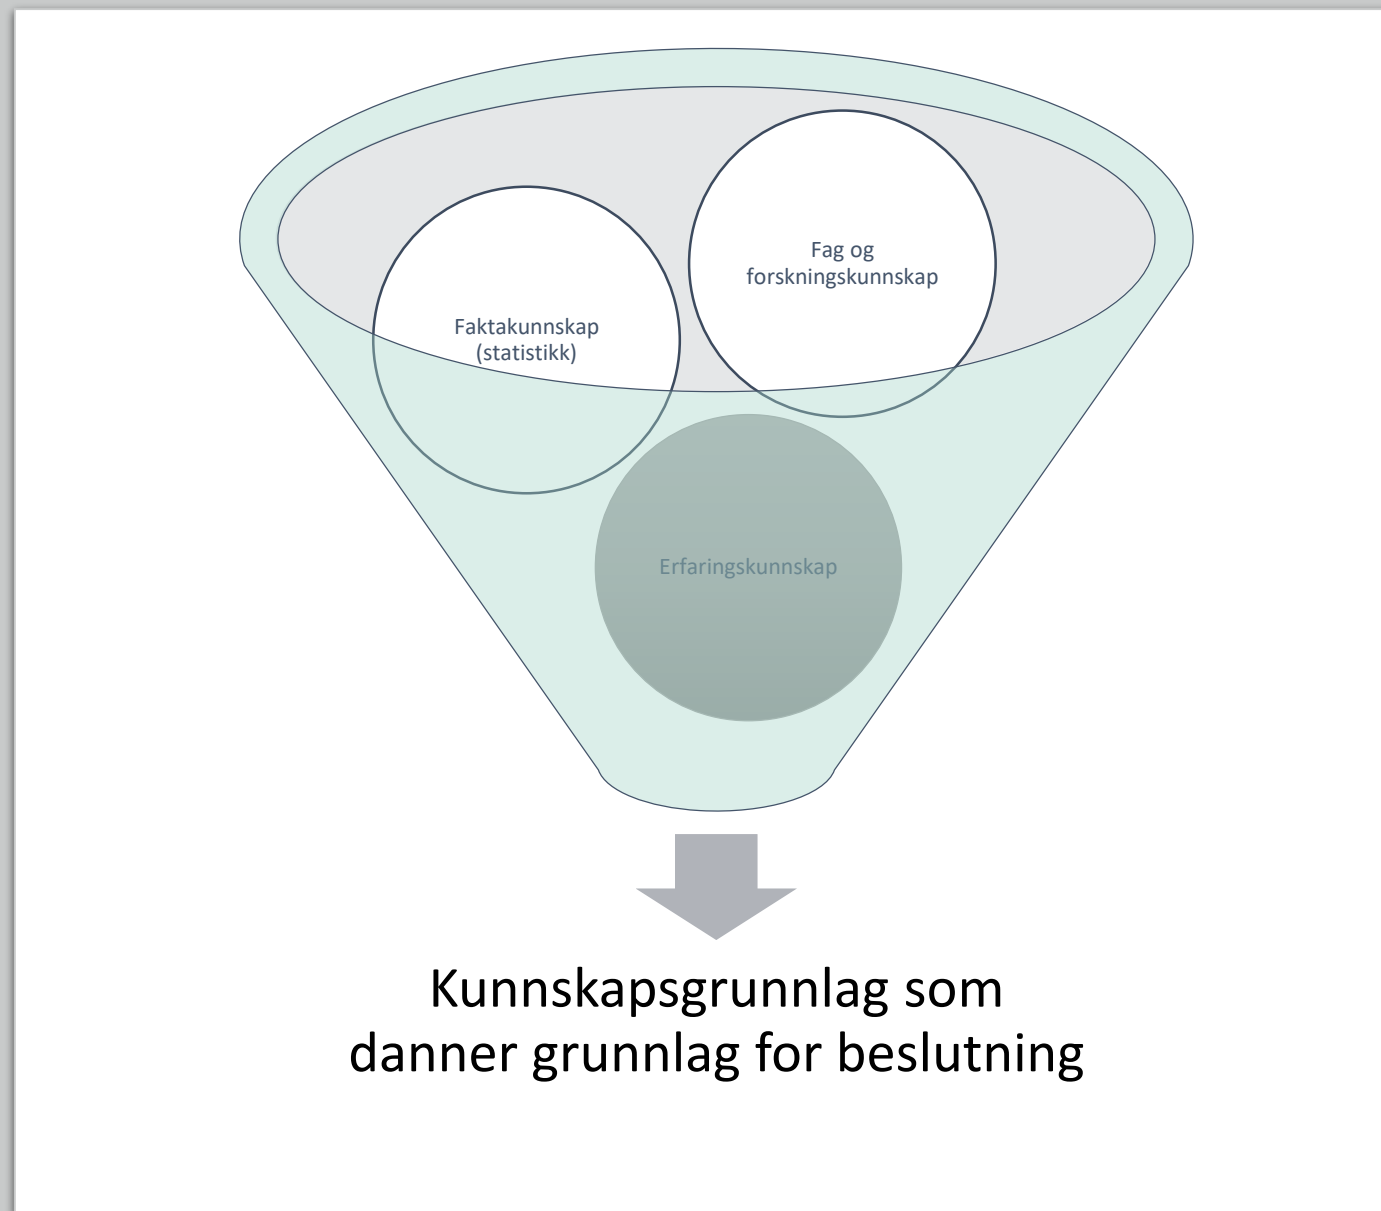 Fag og
forskningskunnskap
Faktakunnskap
(statistikk)
Erfaringskunnskap
Kunnskapsgrunnlag som
danner grunnlag for beslutning